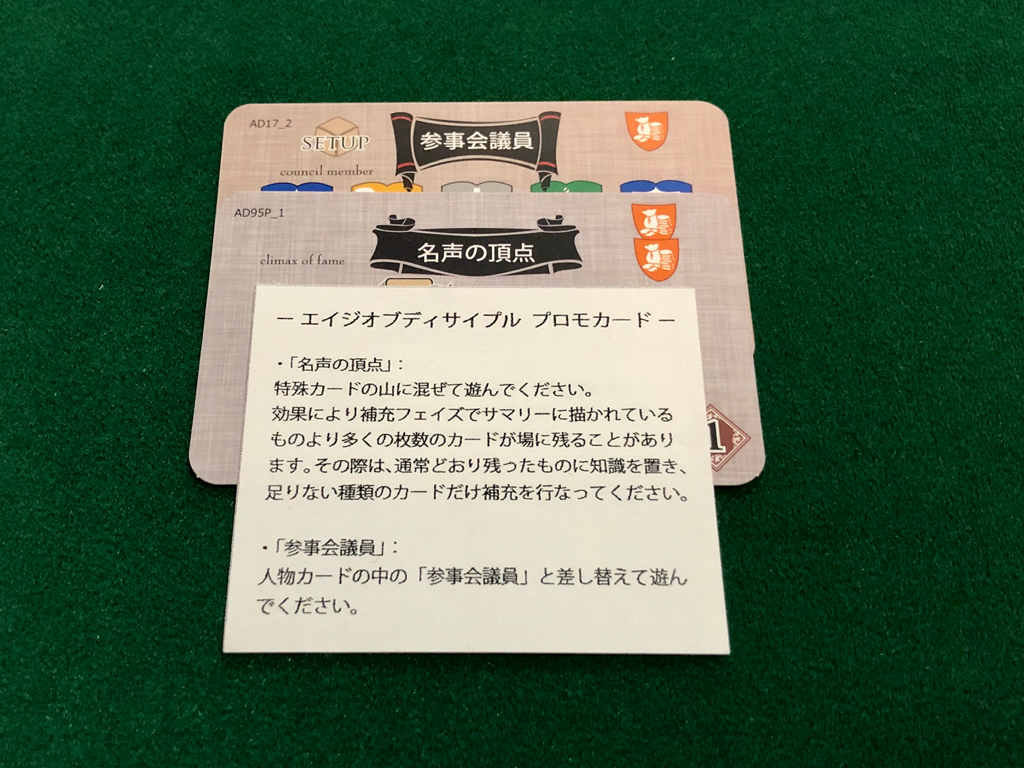 AD17_2
SETUP
参事会議員
council member
AD95P_1
名声の頂点
climax of fame
1
― エイジオブディサイプル プロモカード ―
・「名声の頂点」：
特殊カードの山に混ぜて遊んでください。
効果により補充フェイズでサマリーに描かれている
ものより多くの枚数のカードが場に残ることがあり
ます。その際は、通常どおり残ったものに知識を置き、
足りない種類のカードだけ補充を行なってください。
・「参事会議員」：
人物カードの中の「参事会議員」と差し替えて遊ん
でください。